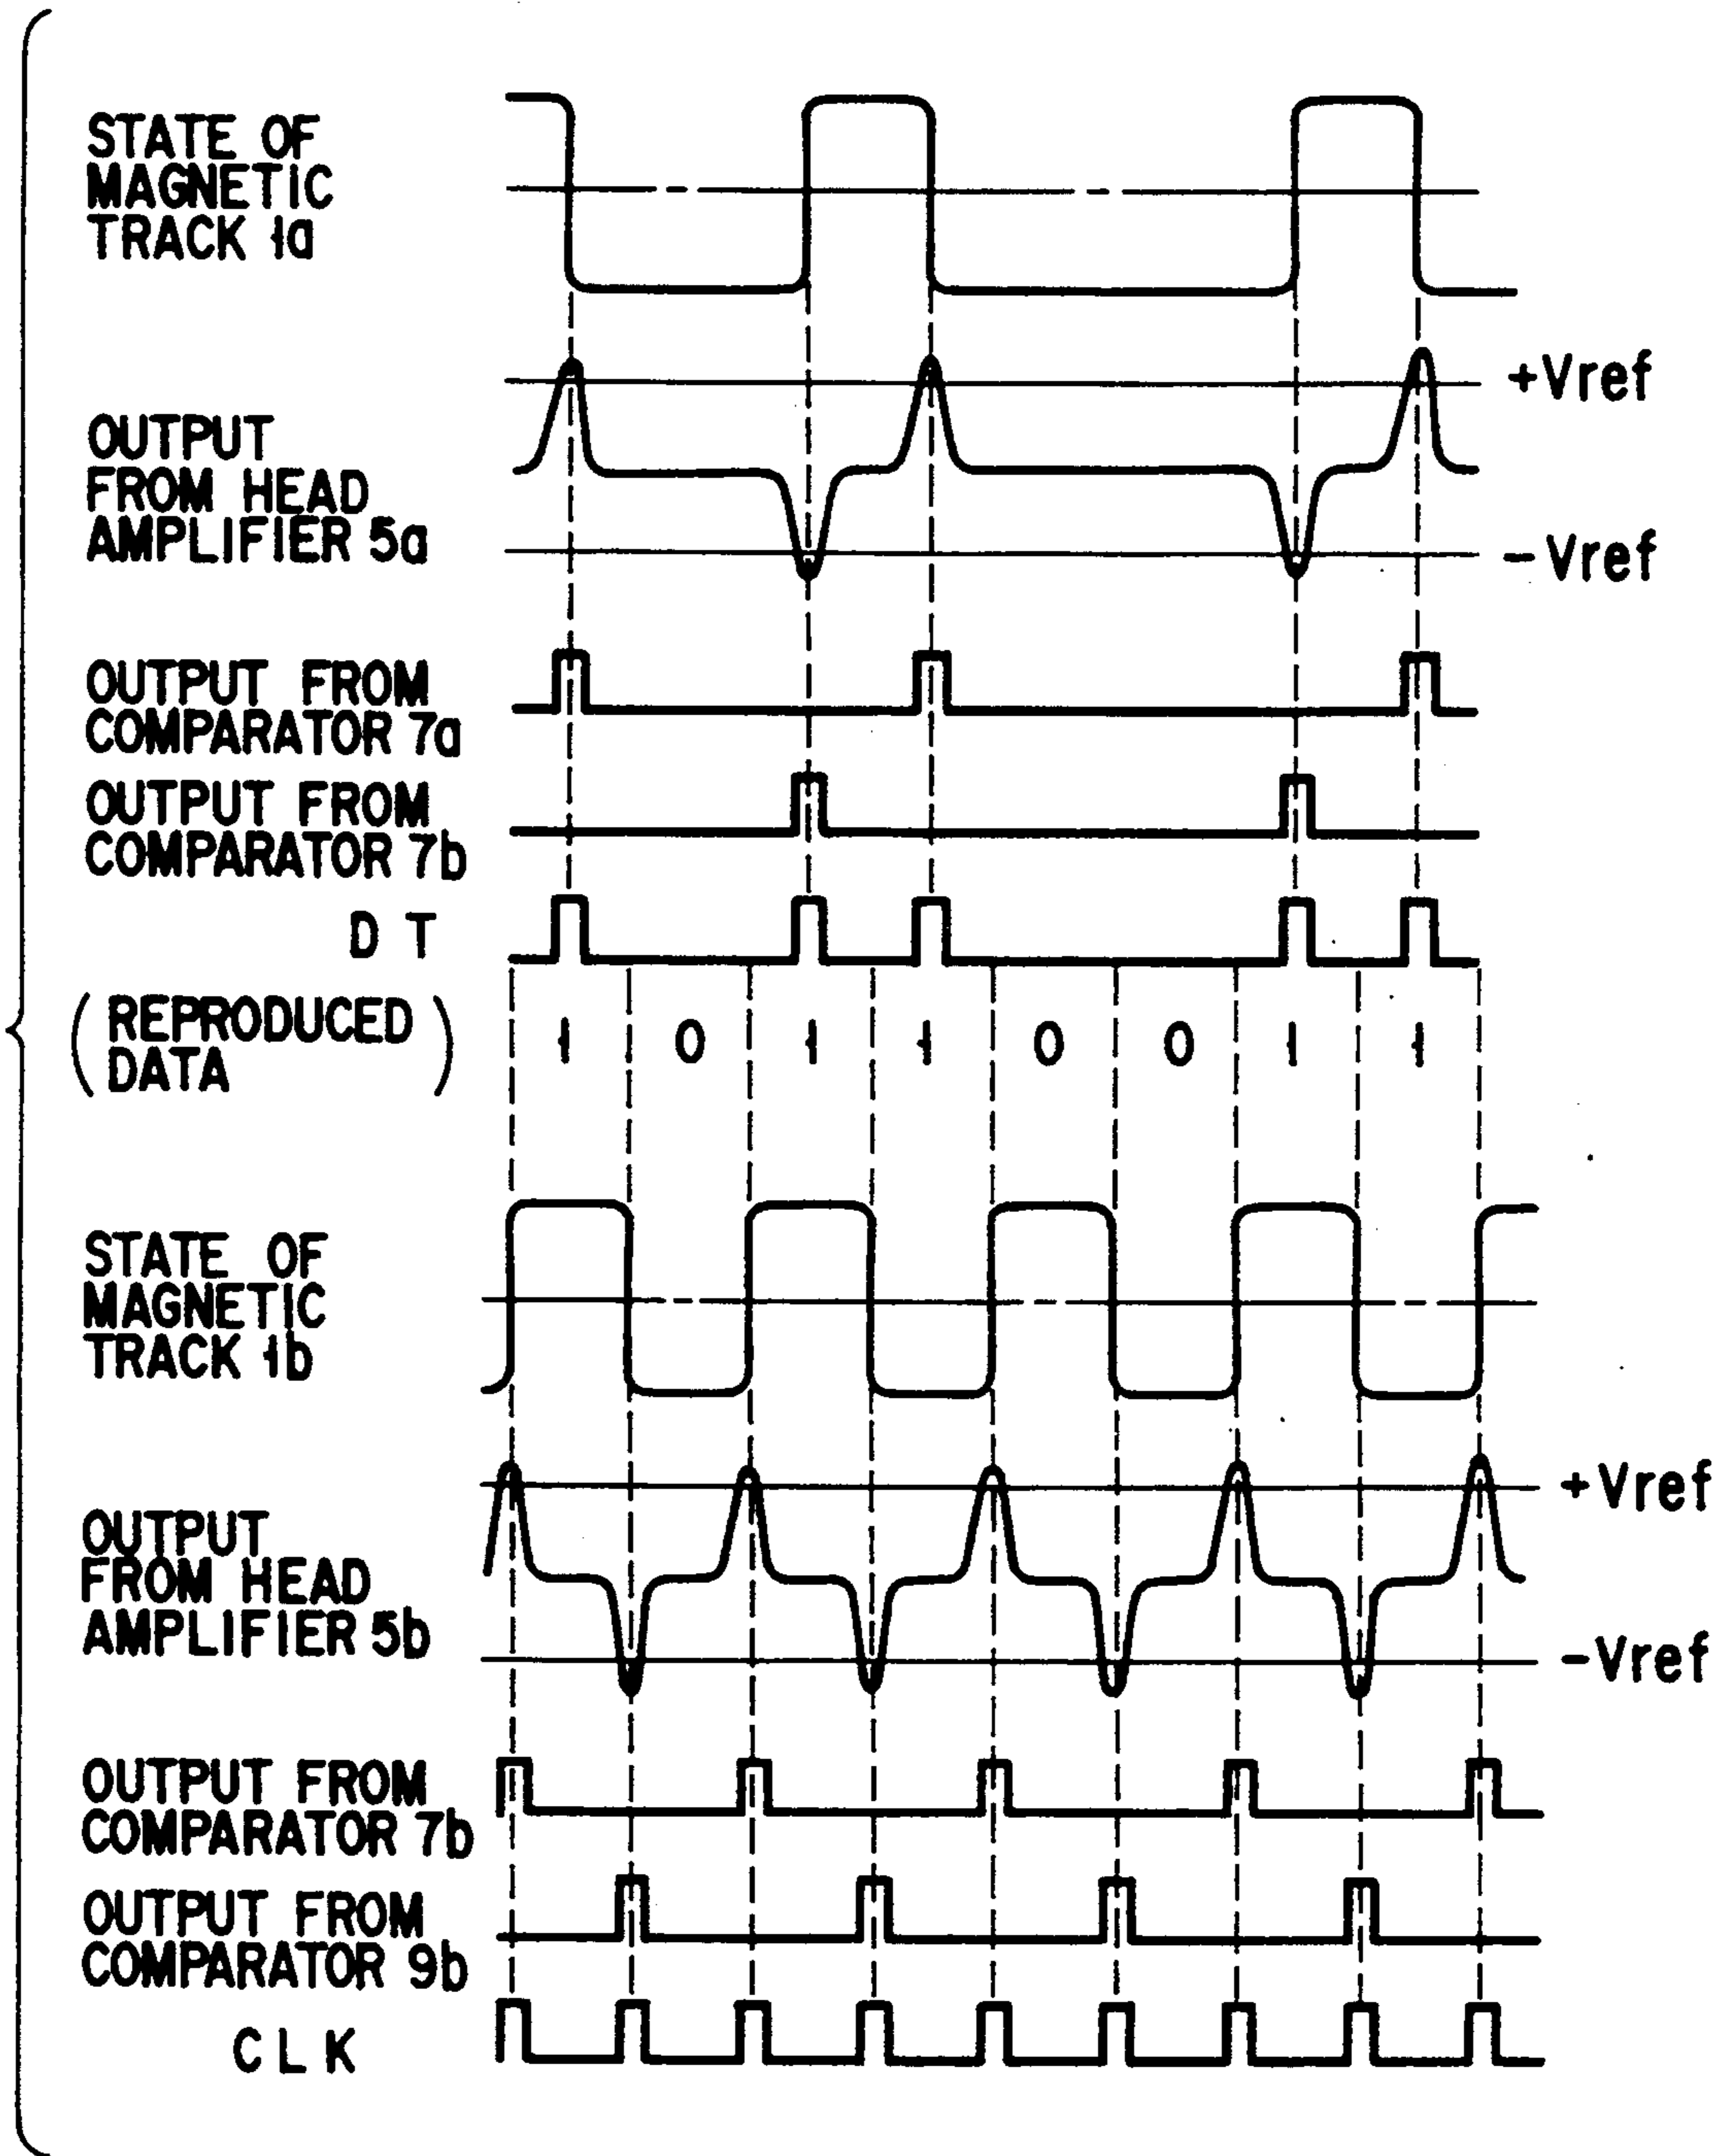 STATE OF
MAGNETIC
TRACK 1a
+Vref
OUTPUT
FROM HEAD
AMPLIFIER 5a
-Vref
OUTPUT FROM
COMPARATOR 7a
OUTPUT FROM
COMPARATOR 7b
D T
(REPRODUCED
DATA)
1 0 1 1 0 0 1 1
STATE OF
MAGNETIC
TRACK 1b
+Vref
OUTPUT
FROM HEAD
AMPLIFIER 5b
-Vref
OUTPUT FROM
COMPARATOR 7b
OUTPUT FROM
COMPARATOR 9b
C L K